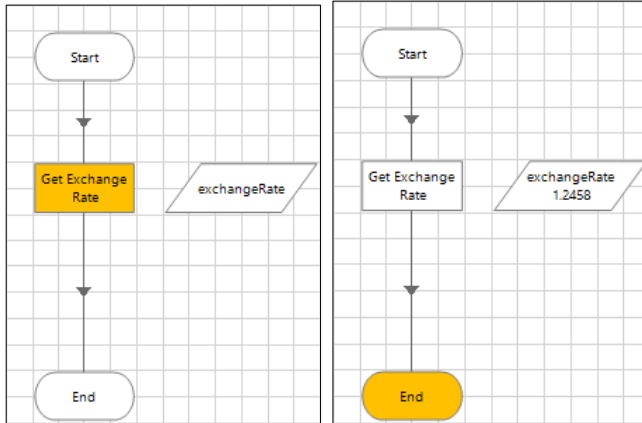 Start
Get Exchange
Rate
exchangeRate
End
Start
Get Exchange
Rate
exchangeRate
1.2458
End